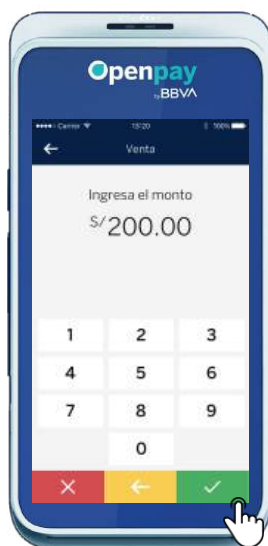 Openpay
by BBVA
Carrier 13:20 100%
Venta
Ingresa el monto
S/200.00
1 2 3
4 5 6
7 8 9
0